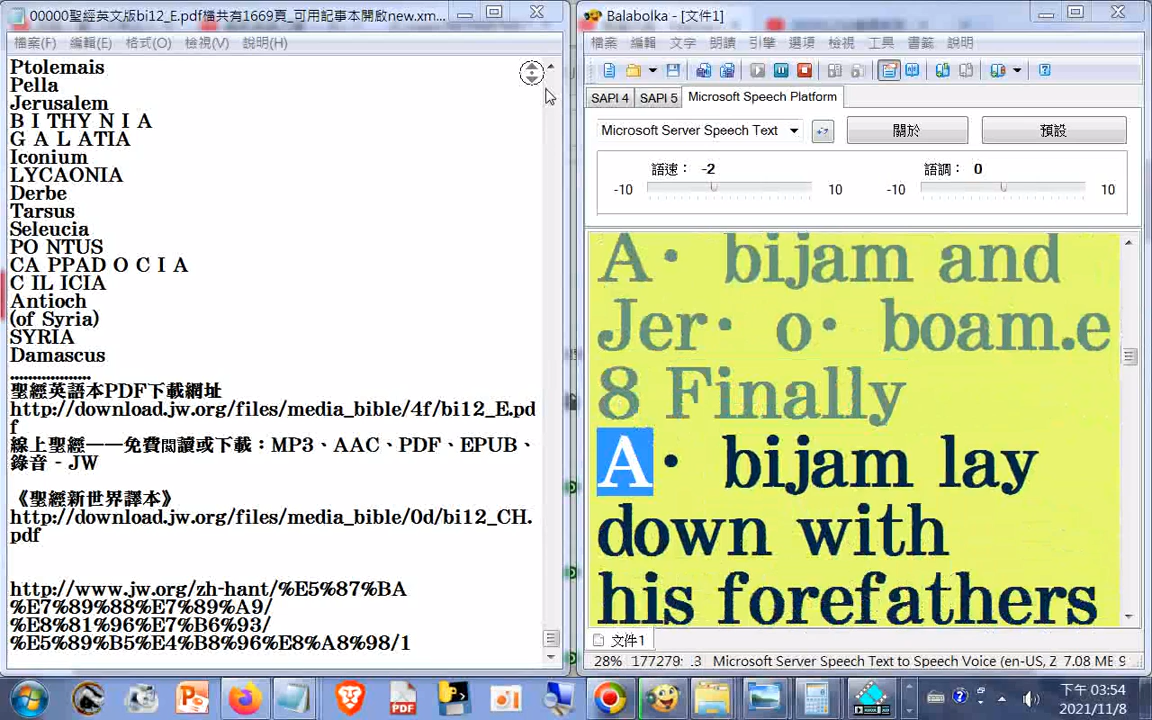 00000聖經英文版bi12_E.pdf檔共有1669頁_可用記事本開啟new.xm...
檔案(F) 編輯(E) 格式(O) 檢視(V) 說明(H)
Ptolemais
Pella
Jerusalem
B I THY N I A
G A L ATIA
Iconium
LYCAONIA
Derbe
Tarsus
Seleucia
PO NTUS
CA PPAD O C I A
C IL ICIA
Antioch
(of Syria)
SYRIA
Damascus
..................
聖經英語本PDF下載網址
http://download.jw.org/files/media_bible/4f/bi12_E.pd
f
線上聖經——免費閱讀或下載：MP3、AAC、PDF、EPUB、
錄音 - JW
《聖經新世界譯本》
http://download.jw.org/files/media_bible/0d/bi12_CH.
pdf
http://www.jw.org/zh-hant/%E5%87%BA
%E7%89%88%E7%89%A9/
%E8%81%96%E7%B6%93/
%E5%89%B5%E4%B8%96%E8%A8%98/1
Balabolka - [文件1]
檔案 編輯 文字 朗讀 引擎 選項 檢視 工具 書籤 說明
SAPI 4 SAPI 5 Microsoft Speech Platform
Microsoft Server Speech Text 關於 預設
語速： -2 語調： 0
-10 10 -10 10
A· bijam and
Jer· o· boam.e
8 Finally
A· bijam lay
down with
his forefathers
文件1
28% 177279: .3 Microsoft Server Speech Text to Speech Voice (en-US, Z 7.08 ME 9
下午 03:54
2021/11/8